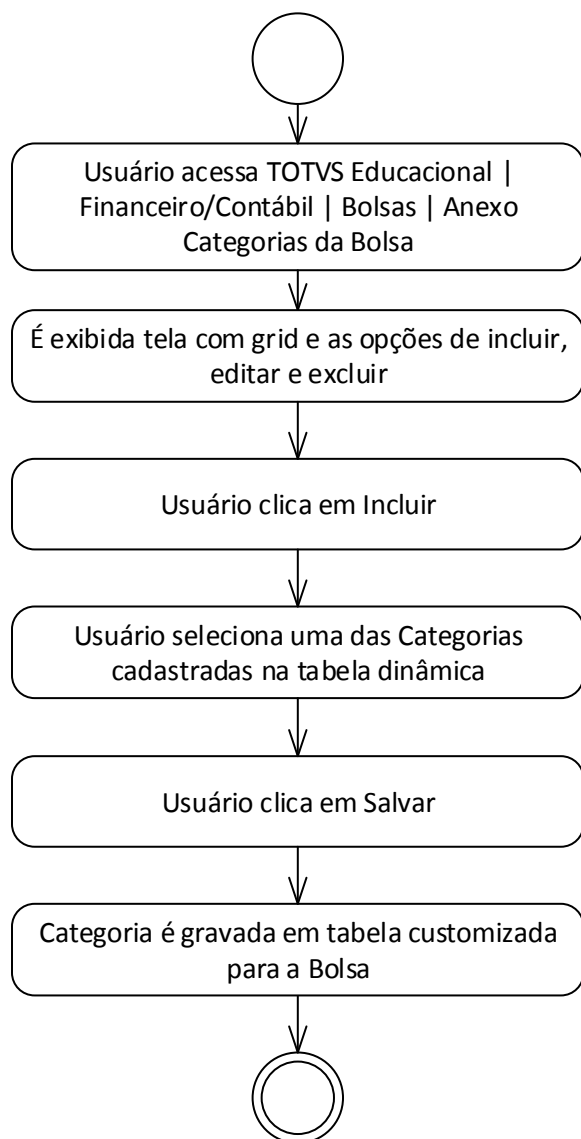 Usuário acessa TOTVS Educacional |
Financeiro/Contábil | Bolsas | Anexo
Categorias da Bolsa
É exibida tela com grid e as opções de incluir,
editar e excluir
Usuário clica em Incluir
Usuário seleciona uma das Categorias
cadastradas na tabela dinâmica
Usuário clica em Salvar
Categoria é gravada em tabela customizada
para a Bolsa